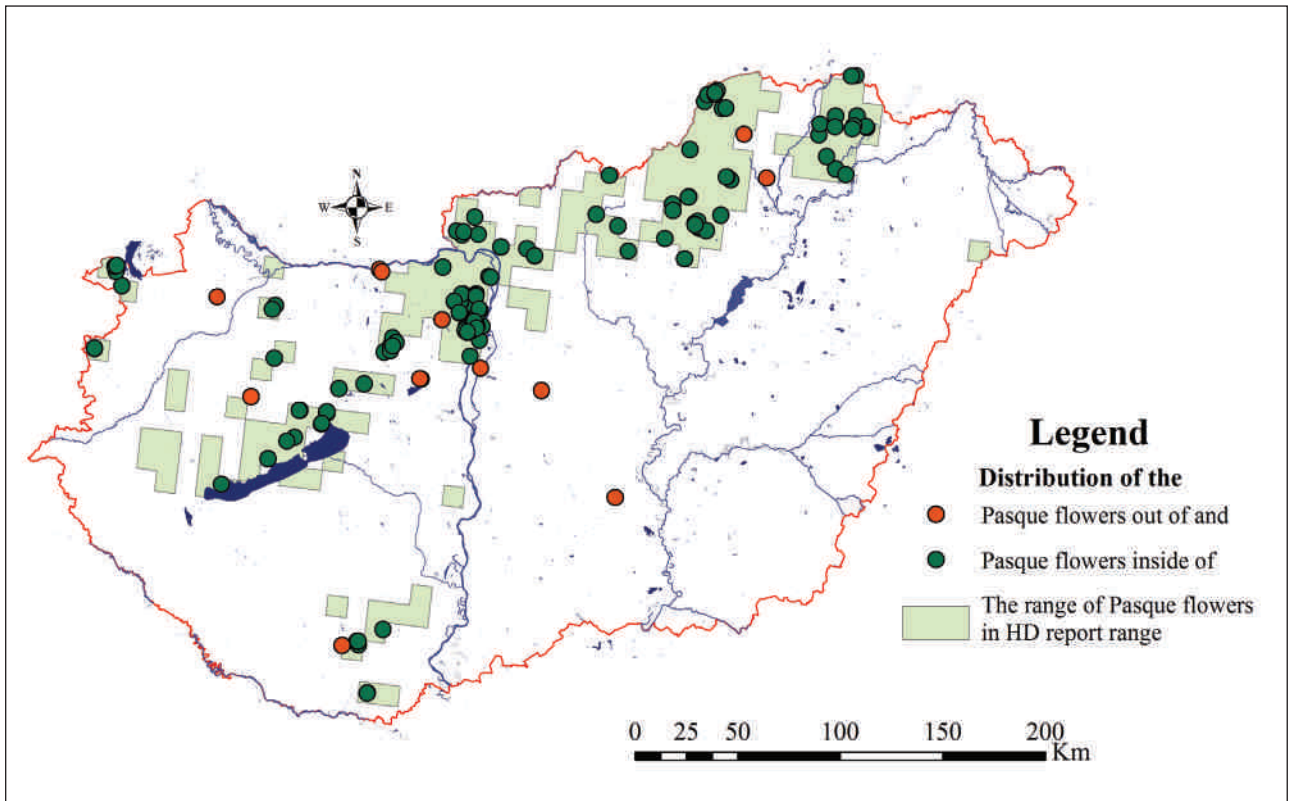 N
W E
S
Legend
Distribution of the
Pasque flowers out of and
Pasque flowers inside of
The range of Pasque flowers
in HD report range
0 25 50 100 150 200
Km